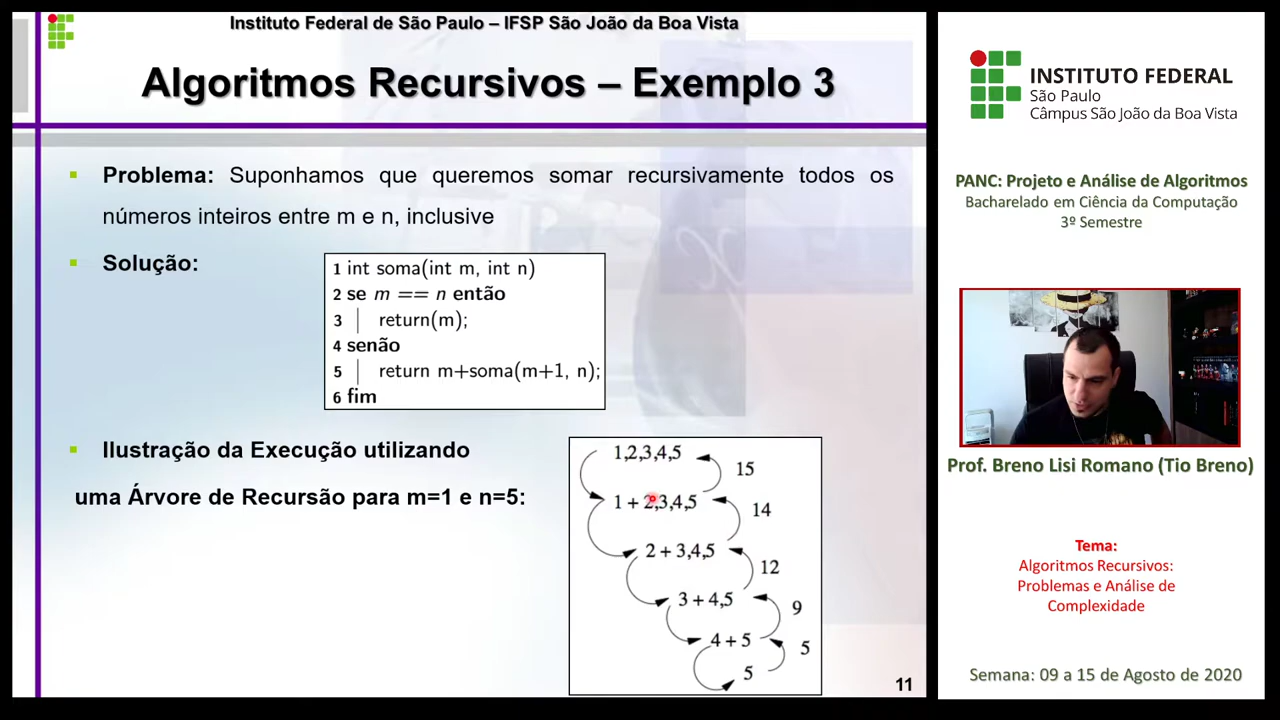 Instituto Federal de São Paulo – IFSP São João da Boa Vista
Algoritmos Recursivos – Exemplo 3
Problema: Suponhamos que queremos somar recursivamente todos os
números inteiros entre m e n, inclusive
Solução:
1 int soma(int m, int n)
2 se m == n então
3 return(m);
4 senão
5 return m+soma(m+1, n);
6 fim
Ilustração da Execução utilizando
uma Árvore de Recursão para m=1 e n=5:
1,2,3,4,5
15
1 + 2,3,4,5
14
2 + 3,4,5
12
3 + 4,5
9
4 + 5
5
5
11
INSTITUTO FEDERAL
São Paulo
Câmpus São João da Boa Vista
PANC: Projeto e Análise de Algoritmos
Bacharelado em Ciência da Computação
3º Semestre
Prof. Breno Lisi Romano (Tio Breno)
Tema:
Algoritmos Recursivos:
Problemas e Análise de
Complexidade
Semana: 09 a 15 de Agosto de 2020